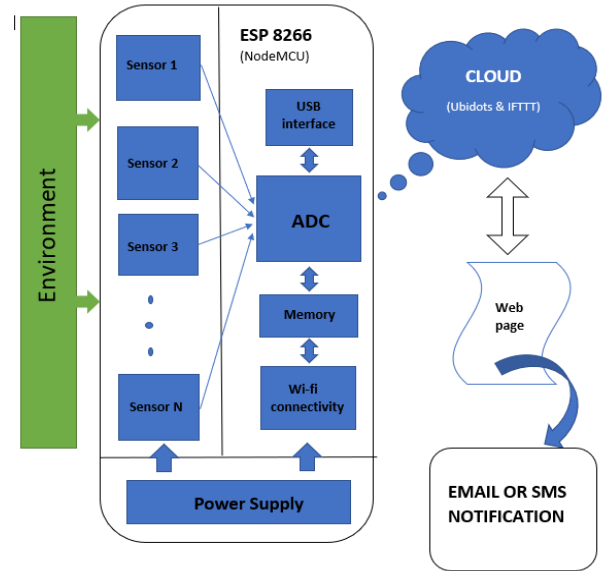 Environment
Sensor 1
Sensor 2
Sensor 3
Sensor N
ESP 8266
(NodeMCU)
USB
interface
ADC
Memory
Wi-fi
connectivity
Power Supply
CLOUD
(Ubidots & IFTTT)
Web
page
EMAIL OR SMS
NOTIFICATION